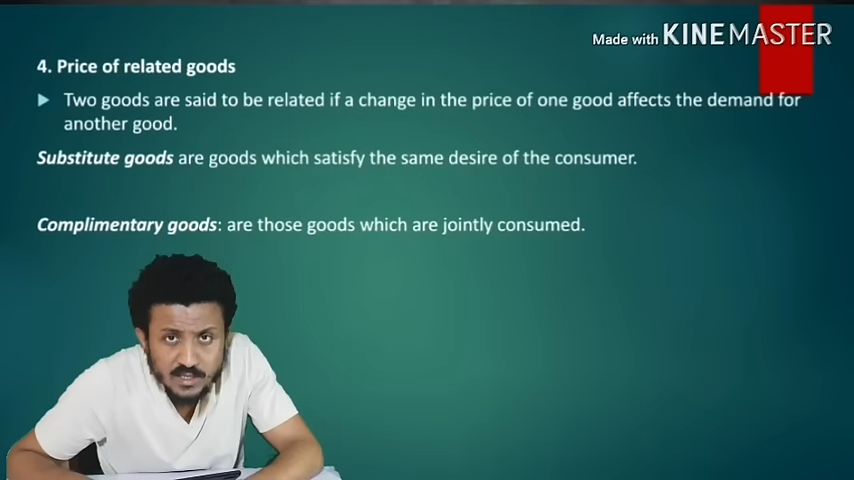 Made with KINEMASTER
4. Price of related goods
Two goods are said to be related if a change in the price of one good affects the demand for
another good.
Substitute goods are goods which satisfy the same desire of the consumer.
Complimentary goods: are those goods which are jointly consumed.